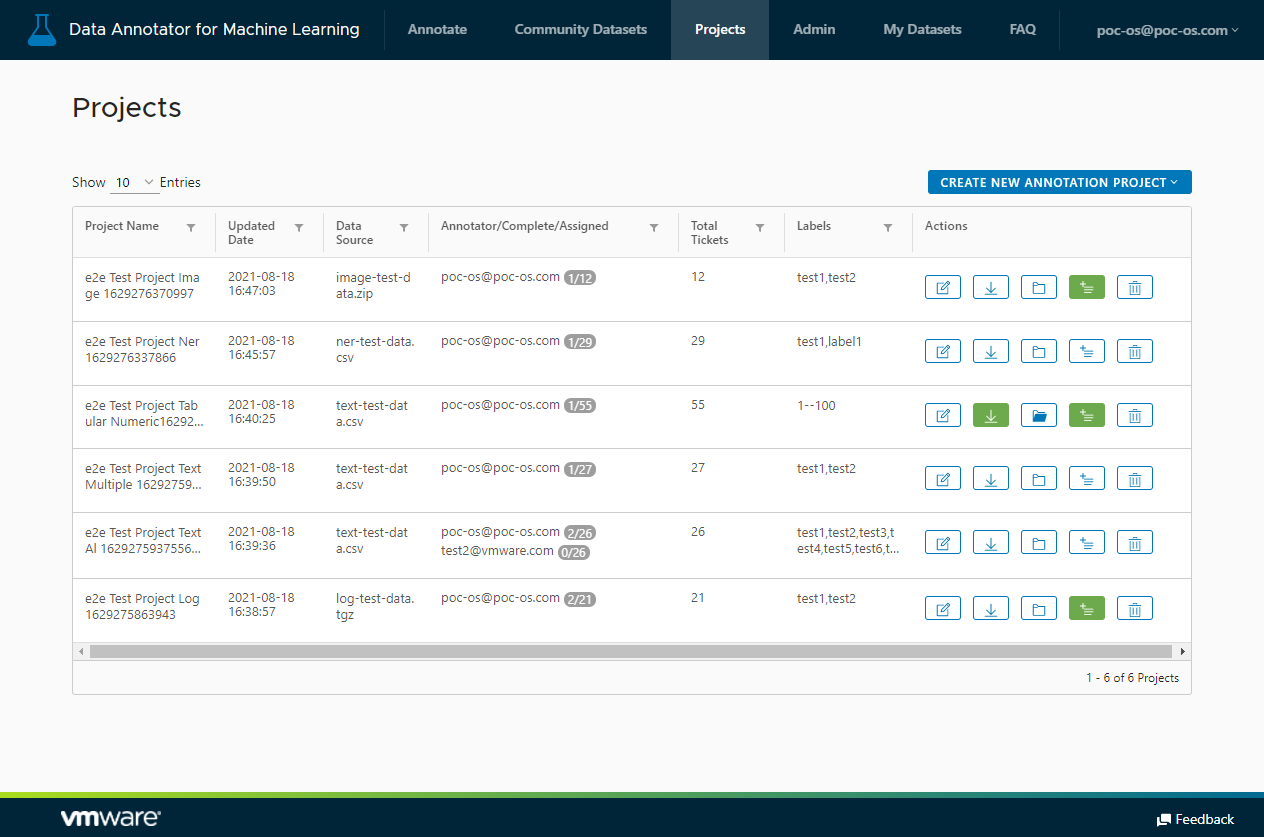 Data Annotator for Machine Learning
Annotate
Community Datasets
Projects
Admin
My Datasets
FAQ
poc-os@poc-os.com
Projects
Show 10 Entries
CREATE NEW ANNOTATION PROJECT
Project Name
Updated
Date
Data
Source
Annotator/Complete/Assigned
Total
Tickets
Labels
Actions
e2e Test Project Ima
ge 1629276370997
2021-08-18
16:47:03
image-test-d
ata.zip
poc-os@poc-os.com 1/12
12
test1,test2
e2e Test Project Ner
1629276337866
2021-08-18
16:45:57
ner-test-data.
csv
poc-os@poc-os.com 1/29
29
test1,label1
e2e Test Project Tab
ular Numeric16292...
2021-08-18
16:40:25
text-test-dat
a.csv
poc-os@poc-os.com 1/55
55
1--100
e2e Test Project Text
Multiple 16292759...
2021-08-18
16:39:50
text-test-dat
a.csv
poc-os@poc-os.com 1/27
27
test1,test2
e2e Test Project Text
Al 1629275937556...
2021-08-18
16:39:36
text-test-dat
a.csv
poc-os@poc-os.com 2/26
test2@vmware.com 0/26
26
test1,test2,test3,t
est4,test5,test6,t...
e2e Test Project Log
1629275863943
2021-08-18
16:38:57
log-test-data.
tgz
poc-os@poc-os.com 2/21
21
test1,test2
1 - 6 of 6 Projects
vmware
Feedback